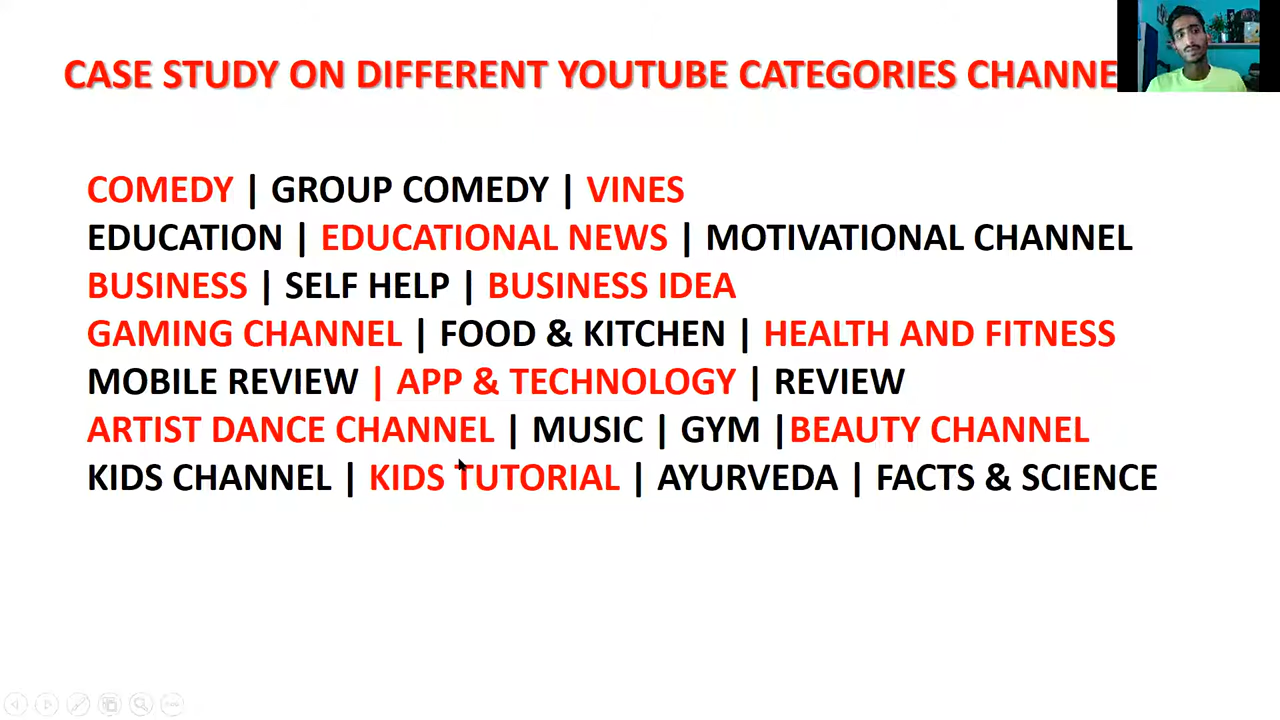 CASE STUDY ON DIFFERENT YOUTUBE CATEGORIES CHANNE
COMEDY | GROUP COMEDY | VINES
EDUCATION | EDUCATIONAL NEWS | MOTIVATIONAL CHANNEL
BUSINESS | SELF HELP | BUSINESS IDEA
GAMING CHANNEL | FOOD & KITCHEN | HEALTH AND FITNESS
MOBILE REVIEW | APP & TECHNOLOGY | REVIEW
ARTIST DANCE CHANNEL | MUSIC | GYM |BEAUTY CHANNEL
KIDS CHANNEL | KIDS TUTORIAL | AYURVEDA | FACTS & SCIENCE